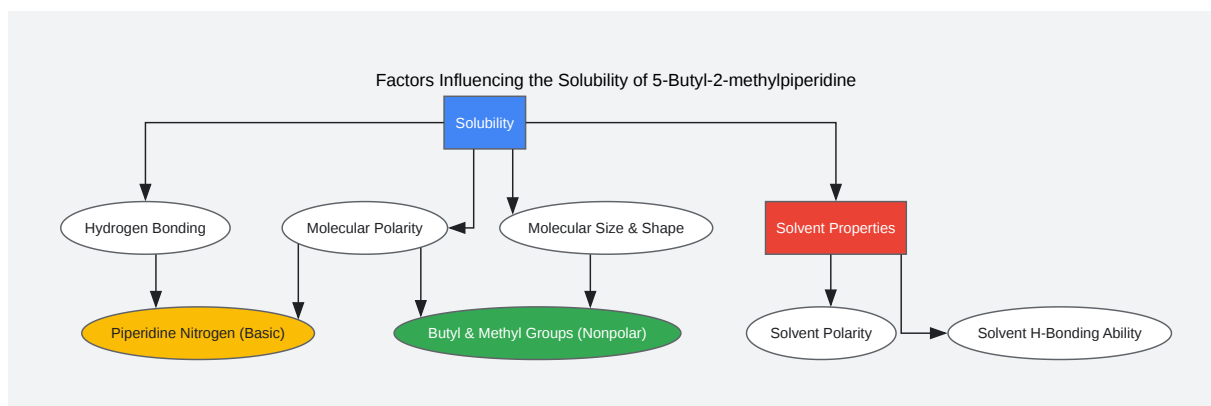 Factors Influencing the Solubility of 5-Butyl-2-methylpiperidine
Solubility
Hydrogen Bonding
Molecular Polarity
Molecular Size & Shape
Solvent Properties
Piperidine Nitrogen (Basic)
Butyl & Methyl Groups (Nonpolar)
Solvent Polarity
Solvent H-Bonding Ability